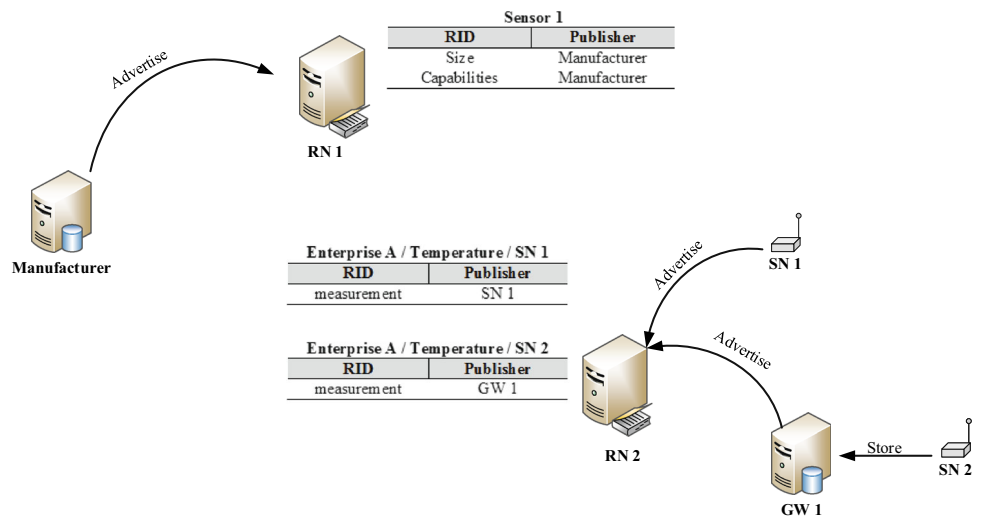 Sensor 1
RID Publisher
Size Manufacturer
Capabilities Manufacturer
Advertise
RN 1
Manufacturer
Enterprise A / Temperature / SN 1
RID Publisher
measurement SN 1
Advertise
SN 1
Enterprise A / Temperature / SN 2
RID Publisher
measurement GW 1
Advertise
RN 2
Store
SN 2
GW 1